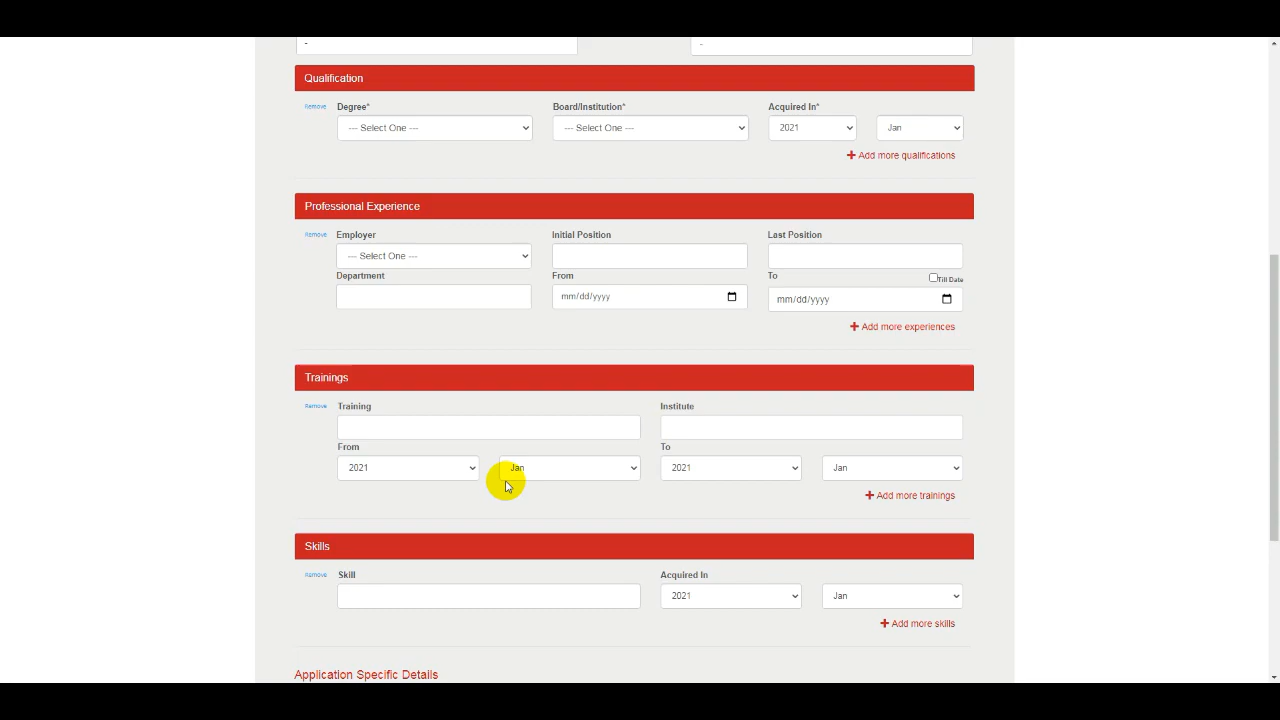 -   -
Qualification
Remove Degree* Board/Institution* Acquired In*
--- Select One --- --- Select One --- 2021 Jan
+ Add more qualifications
Professional Experience
Remove Employer Initial Position Last Position
--- Select One ---
Department From To Till Date
mm/dd/yyyy mm/dd/yyyy
+ Add more experiences
Trainings
Remove Training Institute
From To
2021 Jan 2021 Jan
+ Add more trainings
Skills
Remove Skill Acquired In
2021 Jan
+ Add more skills
Application Specific Details